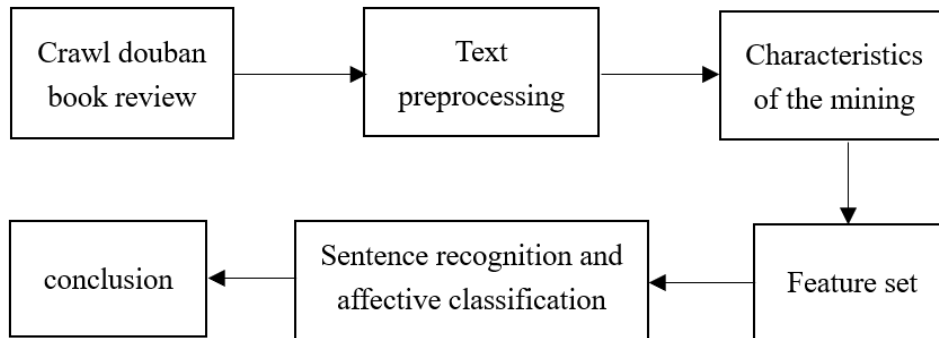 Crawl douban
book review
Text
preprocessing
Characteristics
of the mining
Feature set
Sentence recognition and
affective classification
conclusion